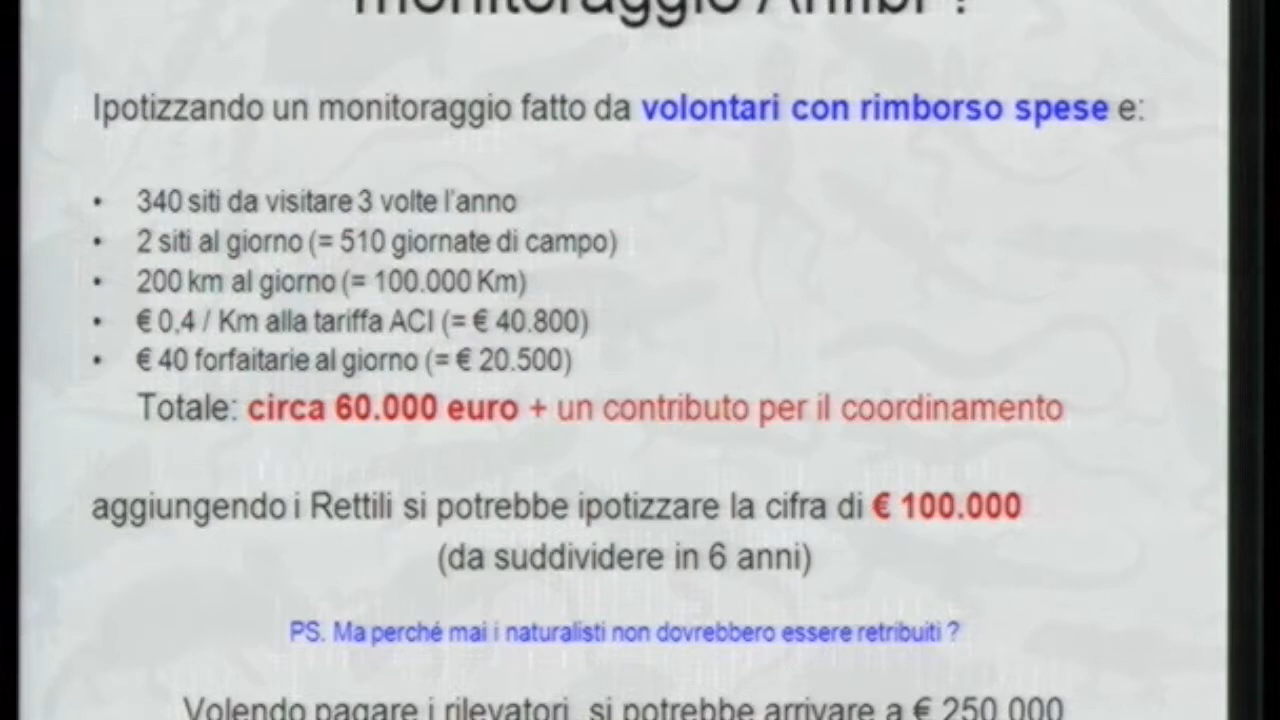 monitoraggio Anfibi ?
Ipotizzando un monitoraggio fatto da volontari con rimborso spese e:
• 340 siti da visitare 3 volte l'anno
• 2 siti al giorno (= 510 giornate di campo)
• 200 km al giorno (= 100.000 Km)
• € 0,4 / Km alla tariffa ACI (= € 40.800)
• € 40 forfaitarie al giorno (= € 20.500)
Totale: circa 60.000 euro + un contributo per il coordinamento
aggiungendo i Rettili si potrebbe ipotizzare la cifra di € 100.000
(da suddividere in 6 anni)
PS. Ma perché mai i naturalisti non dovrebbero essere retribuiti ?
Volendo pagare i rilevatori si potrebbe arrivare a € 250.000